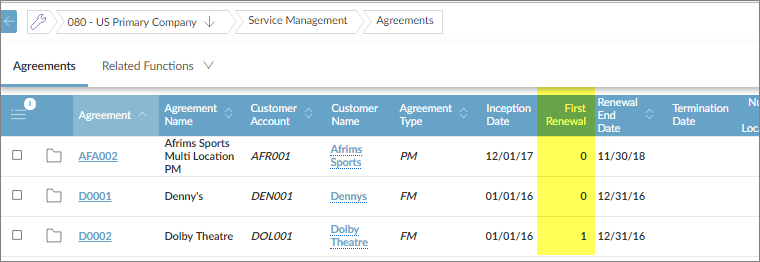 080 - US Primary Company Service Management Agreements
Agreements Related Functions
Agreement Agreement Name Customer Account Customer Name Agreement Type Inception Date First Renewal Renewal End Date Termination Date Nu Loca
AFA002 Afrims Sports Multi Location PM AFR001 Afrims Sports PM 12/01/17 0 11/30/18
D0001 Denny's DEN001 Dennys FM 01/01/16 0 12/31/16
D0002 Dolby Theatre DOL001 Dolby Theatre FM 01/01/16 1 12/31/16